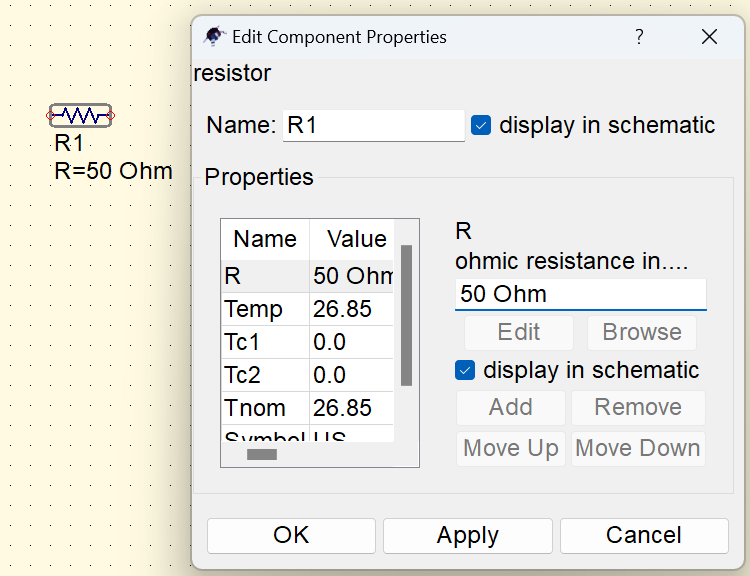 Edit Component Properties
?
resistor
Name: R1 display in schematic
R1
R=50 Ohm
Properties
Name Value
R 50 Ohm
Temp 26.85
Tc1 0.0
Tc2 0.0
Tnom 26.85
Symbol US
R
ohmic resistance in....
50 Ohm
Edit Browse
display in schematic
Add Remove
Move Up Move Down
OK Apply Cancel